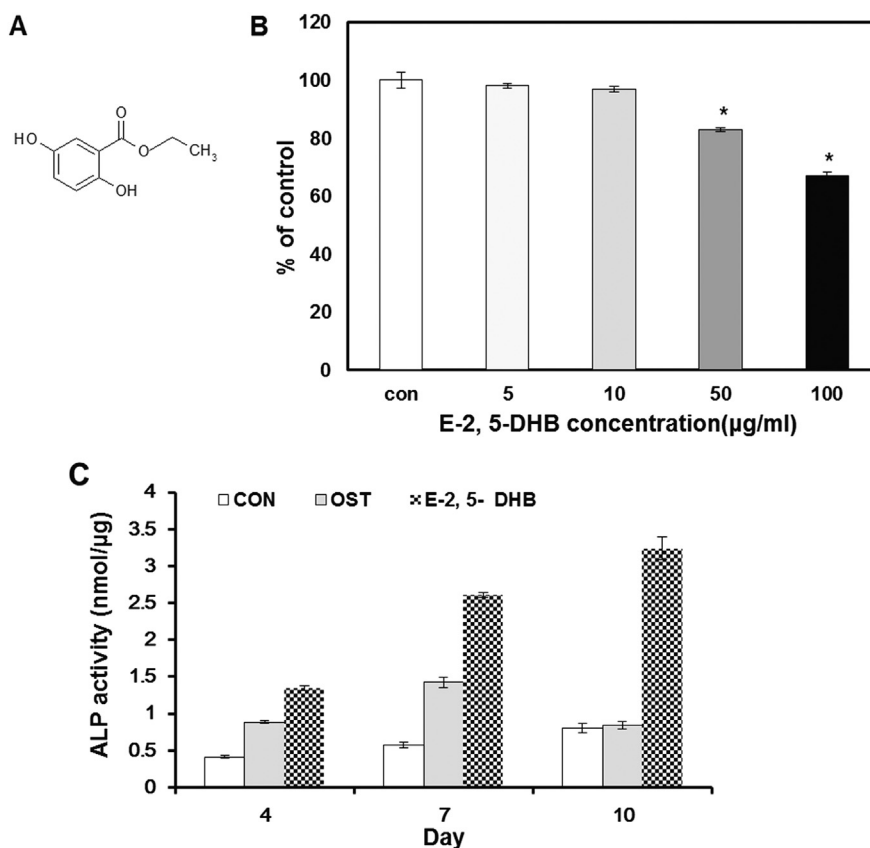 A
HO
O
O
CH3
OH
B
% of control
120
100
80
60
40
20
0
*
*
con 5 10 50 100
E-2, 5-DHB concentration(µg/ml)
C
ALP activity (nmol/µg)
4
3.5
3
2.5
2
1.5
1
0.5
0
CON OST E-2, 5- DHB
4 7 10
Day